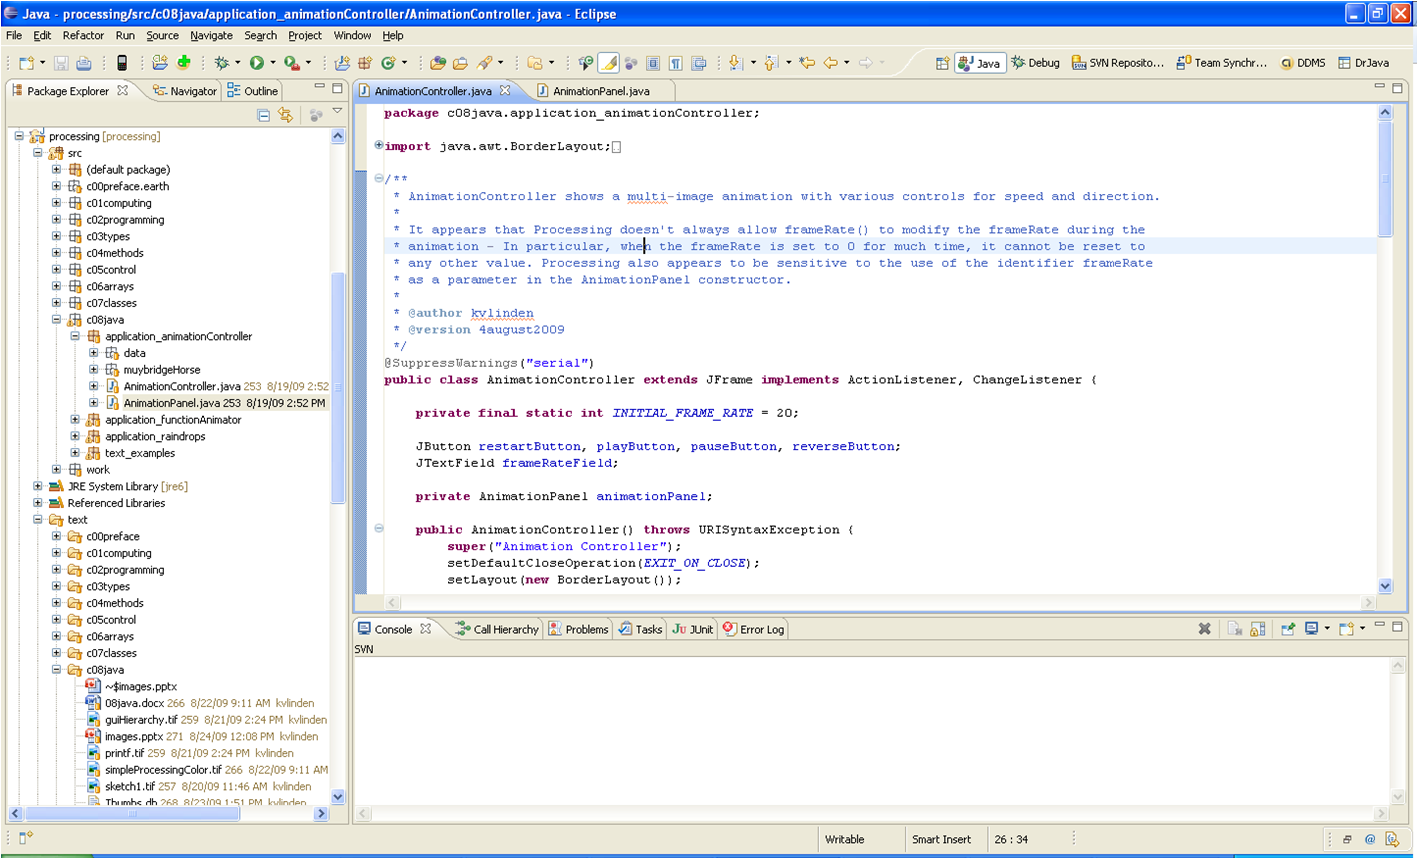 Java - processing/src/c08java/application_animationController/AnimationController.java - Eclipse
File Edit Refactor Run Source Navigate Search Project Window Help
Java Debug SVN Reposito... Team Synchr... DDMS DrJava
Package Explorer Navigator Outline
processing [processing]
src
(default package)
c00preface.earth
c01computing
c02programming
c03types
c04methods
c05control
c06arrays
c07classes
c08java
application_animationController
data
muybridgeHorse
AnimationController.java 253 8/19/09 2:52
AnimationPanel.java 253 8/19/09 2:52 PM
application_functionAnimator
application_raindrops
text_examples
work
JRE System Library [jre6]
Referenced Libraries
text
c00preface
c01computing
c02programming
c03types
c04methods
c05control
c06arrays
c07classes
c08java
~$images.pptx
08java.docx 266 8/22/09 9:11 AM kvlinden
guiHierarchy.tif 259 8/21/09 2:24 PM kvlinden
images.pptx 271 8/24/09 12:08 PM kvlinden
printf.tif 259 8/21/09 2:24 PM kvlinden
simpleProcessingColor.tif 266 8/22/09 9:11 AM
sketch1.tif 257 8/20/09 11:46 AM kvlinden
Thumbs.db 268 8/23/09 1:51 PM kvlinden
AnimationController.java AnimationPanel.java
package c08java.application_animationController;
import java.awt.BorderLayout;
/**
* AnimationController shows a multi-image animation with various controls for speed and direction.
*
* It appears that Processing doesn't always allow frameRate() to modify the frameRate during the
* animation - In particular, when the frameRate is set to 0 for much time, it cannot be reset to
* any other value. Processing also appears to be sensitive to the use of the identifier frameRate
* as a parameter in the AnimationPanel constructor.
*
* @author kvlinden
* @version 4august2009
*/
@SuppressWarnings("serial")
public class AnimationController extends JFrame implements ActionListener, ChangeListener {
private final static int INITIAL_FRAME_RATE = 20;
JButton restartButton, playButton, pauseButton, reverseButton;
JTextField frameRateField;
private AnimationPanel animationPanel;
public AnimationController() throws URISyntaxException {
super("Animation Controller");
setDefaultCloseOperation(EXIT_ON_CLOSE);
setLayout(new BorderLayout());
Console Call Hierarchy Problems Tasks JUnit Error Log
SVN
Writable Smart Insert 26 : 34